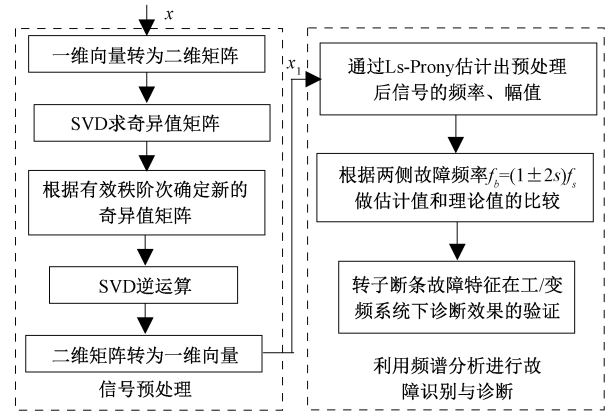 x
一维向量转为二维矩阵
SVD求奇异值矩阵
根据有效秩阶次确定新的
奇异值矩阵
SVD逆运算
二维矩阵转为一维向量
信号预处理
x₁
通过Ls-Prony估计出预处理
后信号的频率、幅值
根据两侧故障频率f_b=(1±2s)f_s
做估计值和理论值的比较
转子断条故障特征在工/变
频系统下诊断效果的验证
利用频谱分析进行故
障识别与诊断